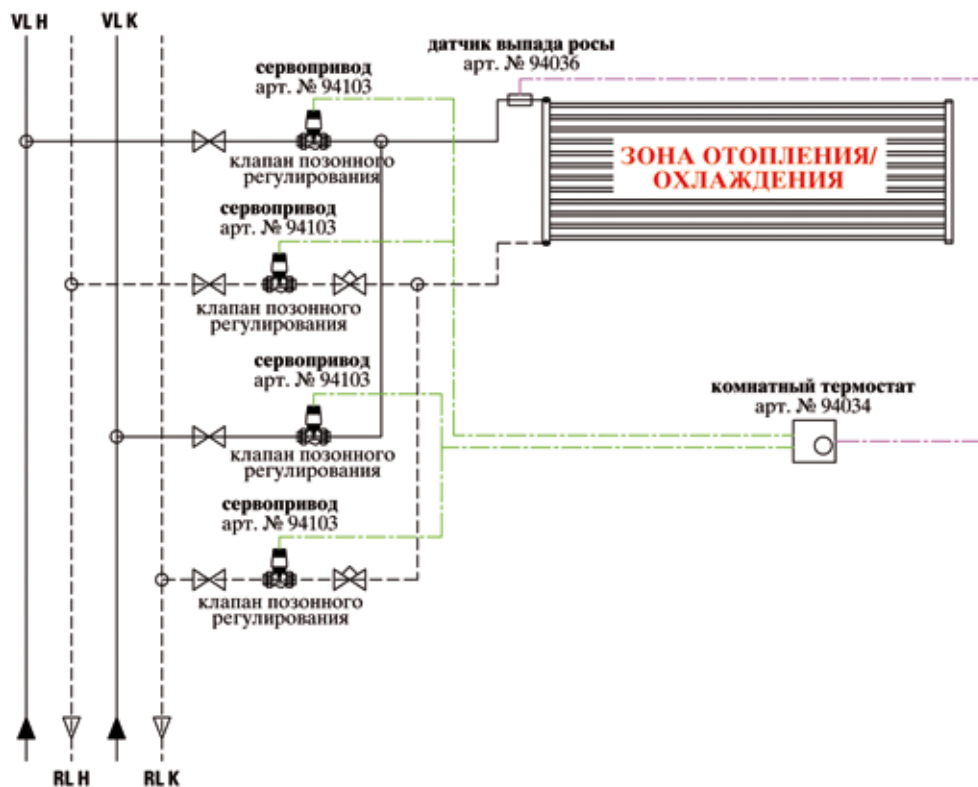 VL H
VL K
датчик выпада росы
арт. № 94036
сервопривод
арт. № 94103
клапан позонного
регулирования
ЗОНА ОТОПЛЕНИЯ/
ОХЛАЖДЕНИЯ
сервопривод
арт. № 94103
клапан позонного
регулирования
сервопривод
арт. № 94103
клапан позонного
регулирования
комнатный термостат
арт. № 94034
сервопривод
арт. № 94103
клапан позонного
регулирования
RL H
RL K